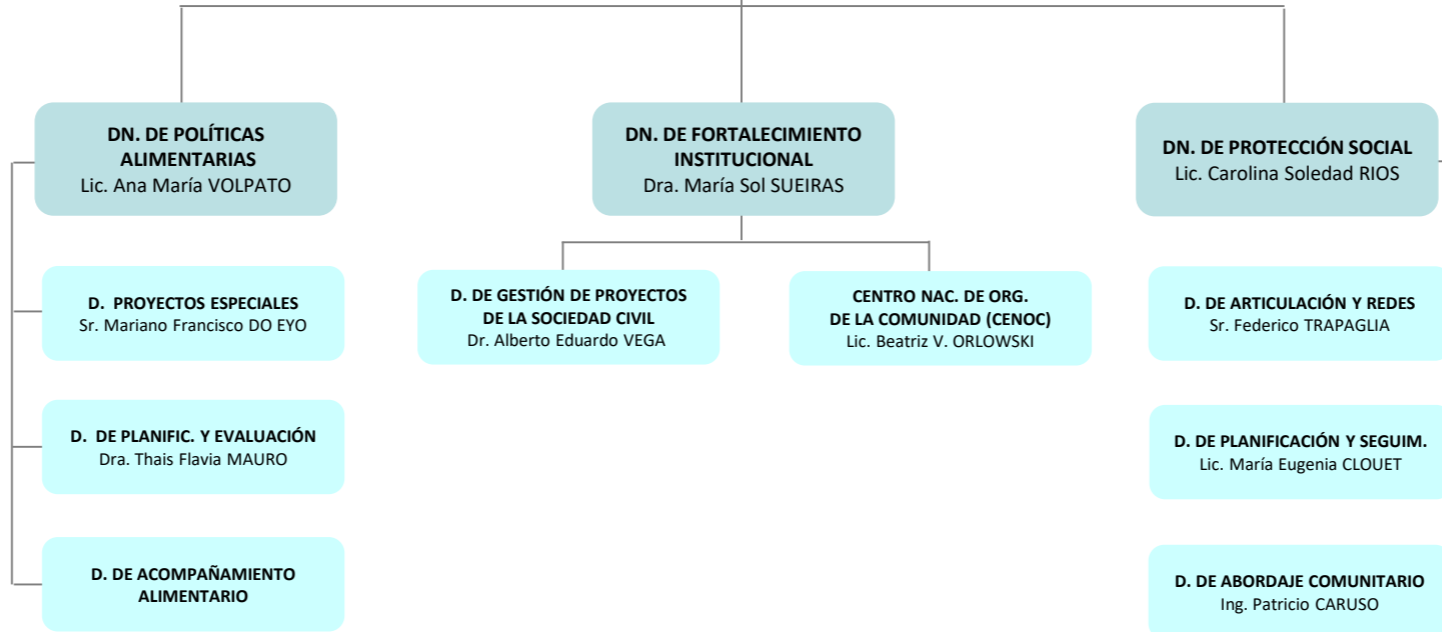 DN. DE POLÍTICAS
ALIMENTARIAS
Lic. Ana María VOLPATO
DN. DE FORTALECIMIENTO
INSTITUCIONAL
Dra. María Sol SUEIRAS
DN. DE PROTECCIÓN SOCIAL
Lic. Carolina Soledad RIOS
D. PROYECTOS ESPECIALES
Sr. Mariano Francisco DO EYO
D. DE GESTIÓN DE PROYECTOS
DE LA SOCIEDAD CIVIL
Dr. Alberto Eduardo VEGA
CENTRO NAC. DE ORG.
DE LA COMUNIDAD (CENOC)
Lic. Beatriz V. ORLOWSKI
D. DE ARTICULACIÓN Y REDES
Sr. Federico TRAPAGLIA
D. DE PLANIFIC. Y EVALUACIÓN
Dra. Thais Flavia MAURO
D. DE PLANIFICACIÓN Y SEGUIM.
Lic. María Eugenia CLOUET
D. DE ACOMPAÑAMIENTO
ALIMENTARIO
D. DE ABORDAJE COMUNITARIO
Ing. Patricio CARUSO